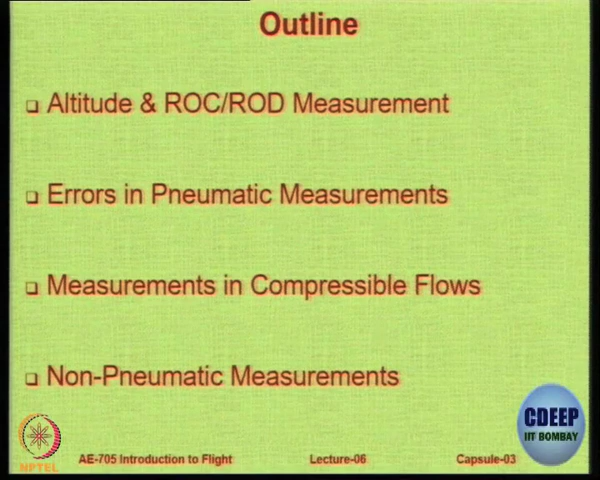 Outline
Altitude & ROC/ROD Measurement
Errors in Pneumatic Measurements
Measurements in Compressible Flows
Non-Pneumatic Measurements
CDEEP
IIT BOMBAY
NPTEL
AE-705 Introduction to Flight Lecture-06 Capsule-03